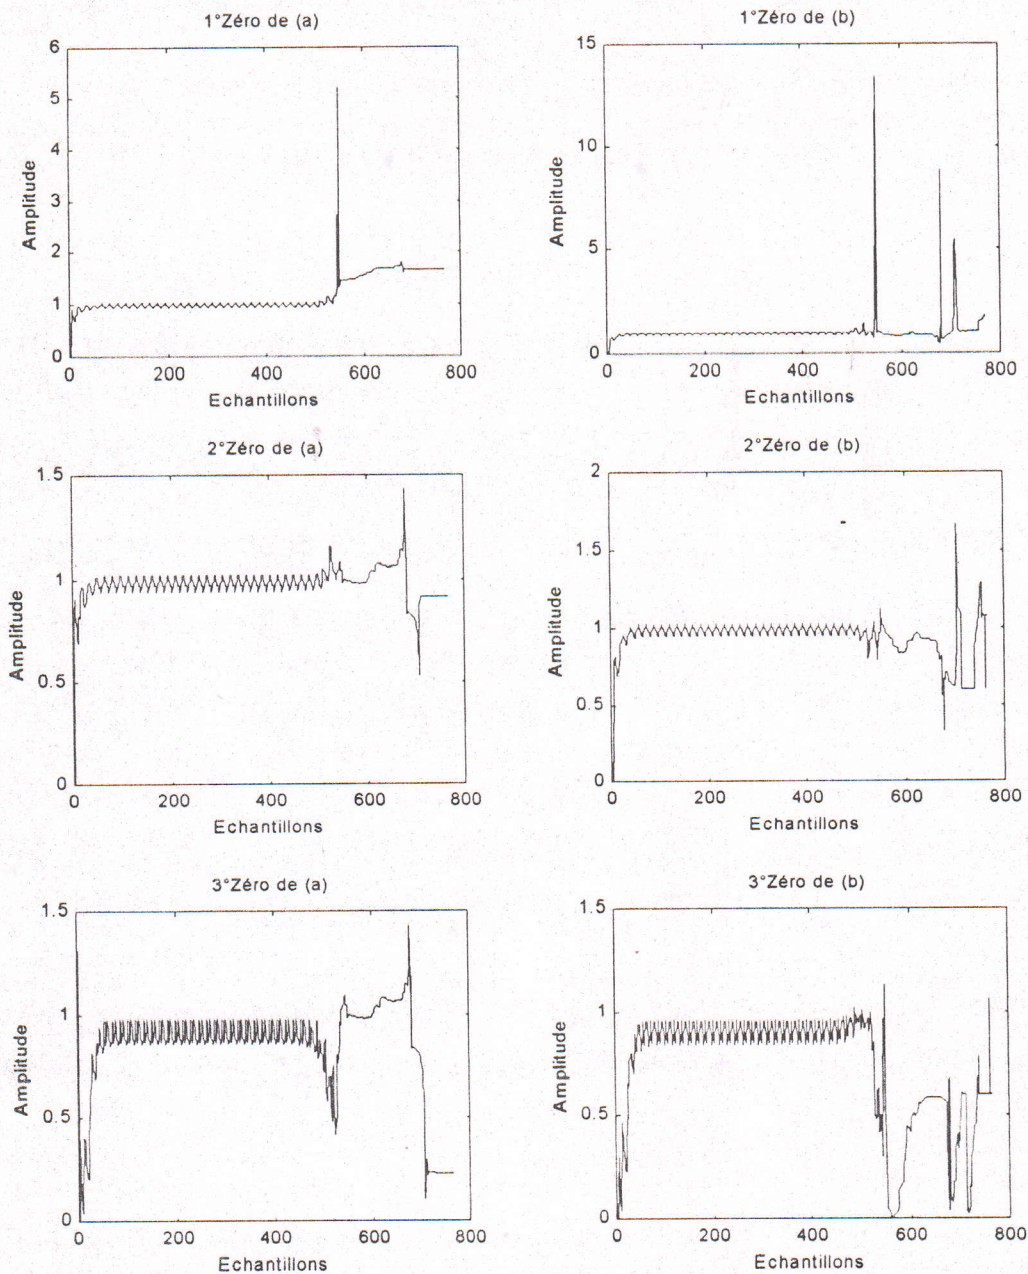 1°Zéro de (a)
6
5
4
3
2
1
0
Amplitude
0 200 400 600 800
Echantillons
1°Zéro de (b)
15
10
5
0
Amplitude
0 200 400 600 800
Echantillons
2°Zéro de (a)
1.5
1
0.5
0
Amplitude
0 200 400 600 800
Echantillons
2°Zéro de (b)
2
1.5
1
0.5
0
Amplitude
0 200 400 600 800
Echantillons
3°Zéro de (a)
1.5
1
0.5
0
Amplitude
0 200 400 600 800
Echantillons
3°Zéro de (b)
1.5
1
0.5
0
Amplitude
0 200 400 600 800
Echantillons